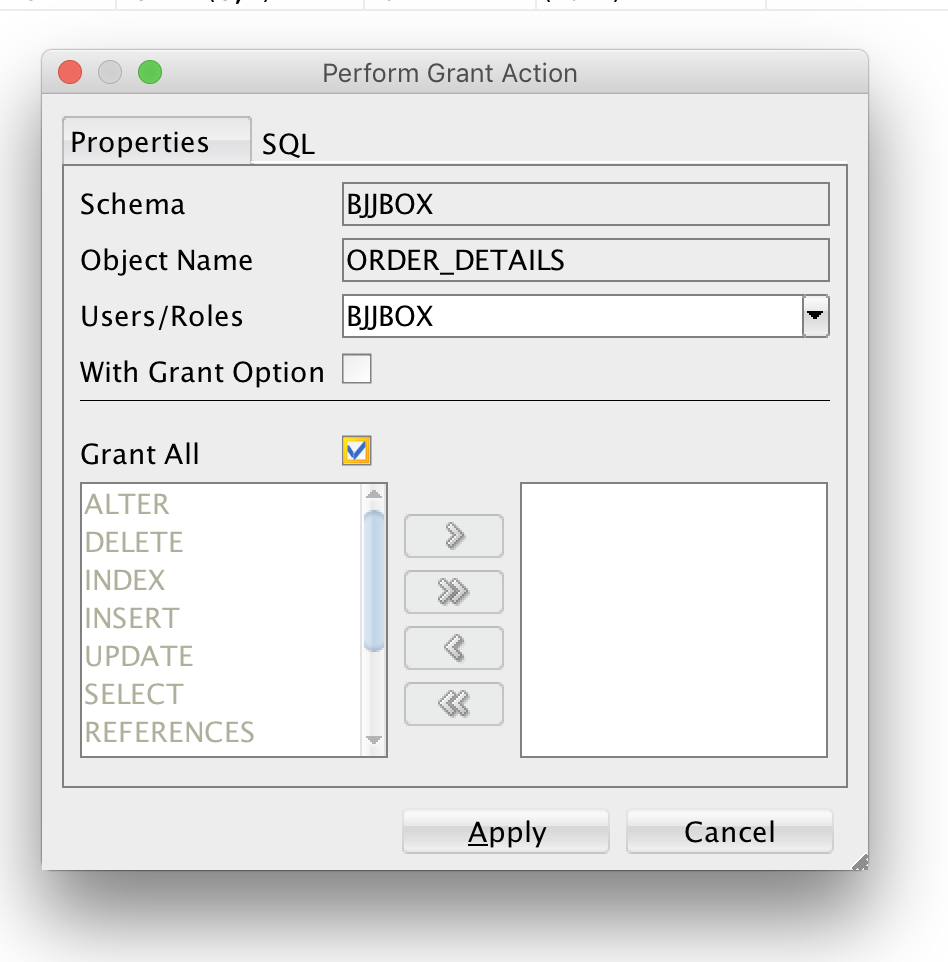 Perform Grant Action
Properties SQL
Schema BJJBOX
Object Name ORDER_DETAILS
Users/Roles BJJBOX
With Grant Option
Grant All
ALTER
DELETE
INDEX
INSERT
UPDATE
SELECT
REFERENCES
Apply Cancel